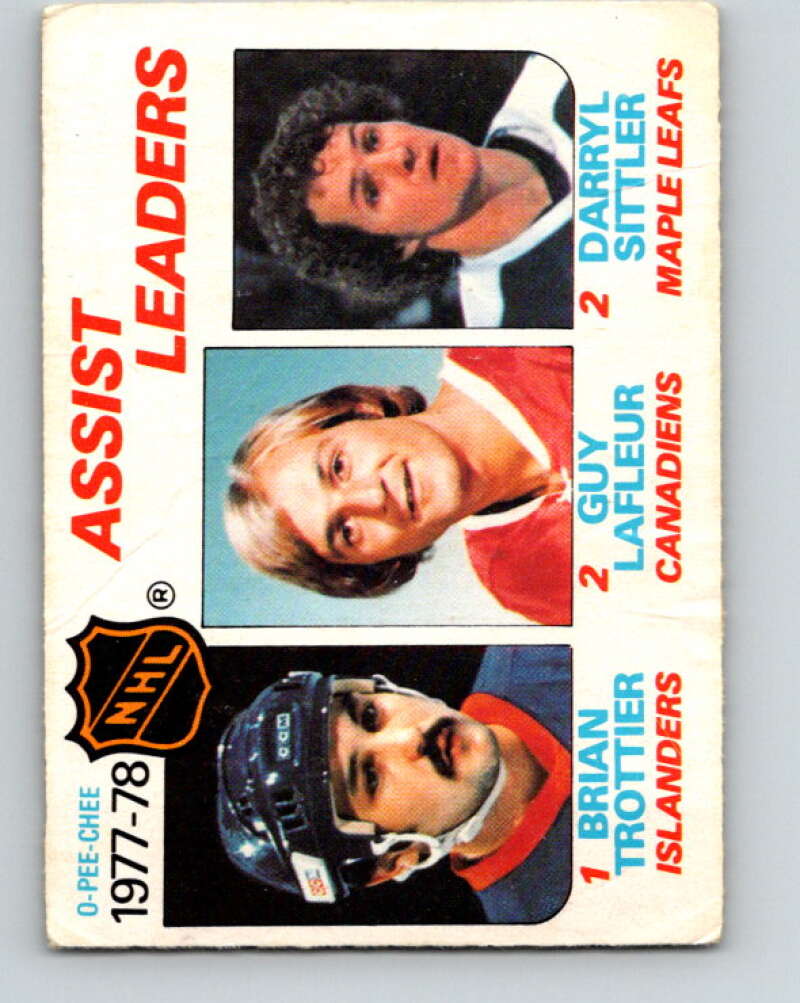 O-PEE-CHEE
1977-78
NHL
®
ASSIST
LEADERS
CCM
1 BRIAN
TROTTIER
ISLANDERS
2 GUY
LAFLEUR
CANADIENS
2 DARRYL
SITTLER
MAPLE LEAFS